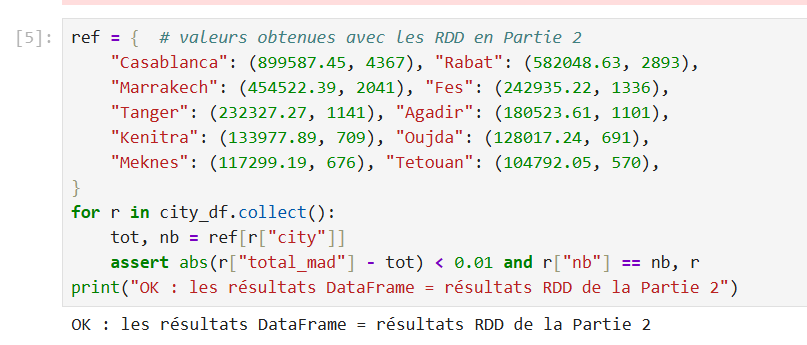 [5]:
ref = {  # valeurs obtenues avec les RDD en Partie 2
    "Casablanca": (899587.45, 4367), "Rabat": (582048.63, 2893),
    "Marrakech": (454522.39, 2041), "Fes": (242935.22, 1336),
    "Tanger": (232327.27, 1141), "Agadir": (180523.61, 1101),
    "Kenitra": (133977.89, 709), "Oujda": (128017.24, 691),
    "Meknes": (117299.19, 676), "Tetouan": (104792.05, 570),
}
for r in city_df.collect():
    tot, nb = ref[r["city"]]
    assert abs(r["total_mad"] - tot) < 0.01 and r["nb"] == nb, r
print("OK : les résultats DataFrame = résultats RDD de la Partie 2")
OK : les résultats DataFrame = résultats RDD de la Partie 2